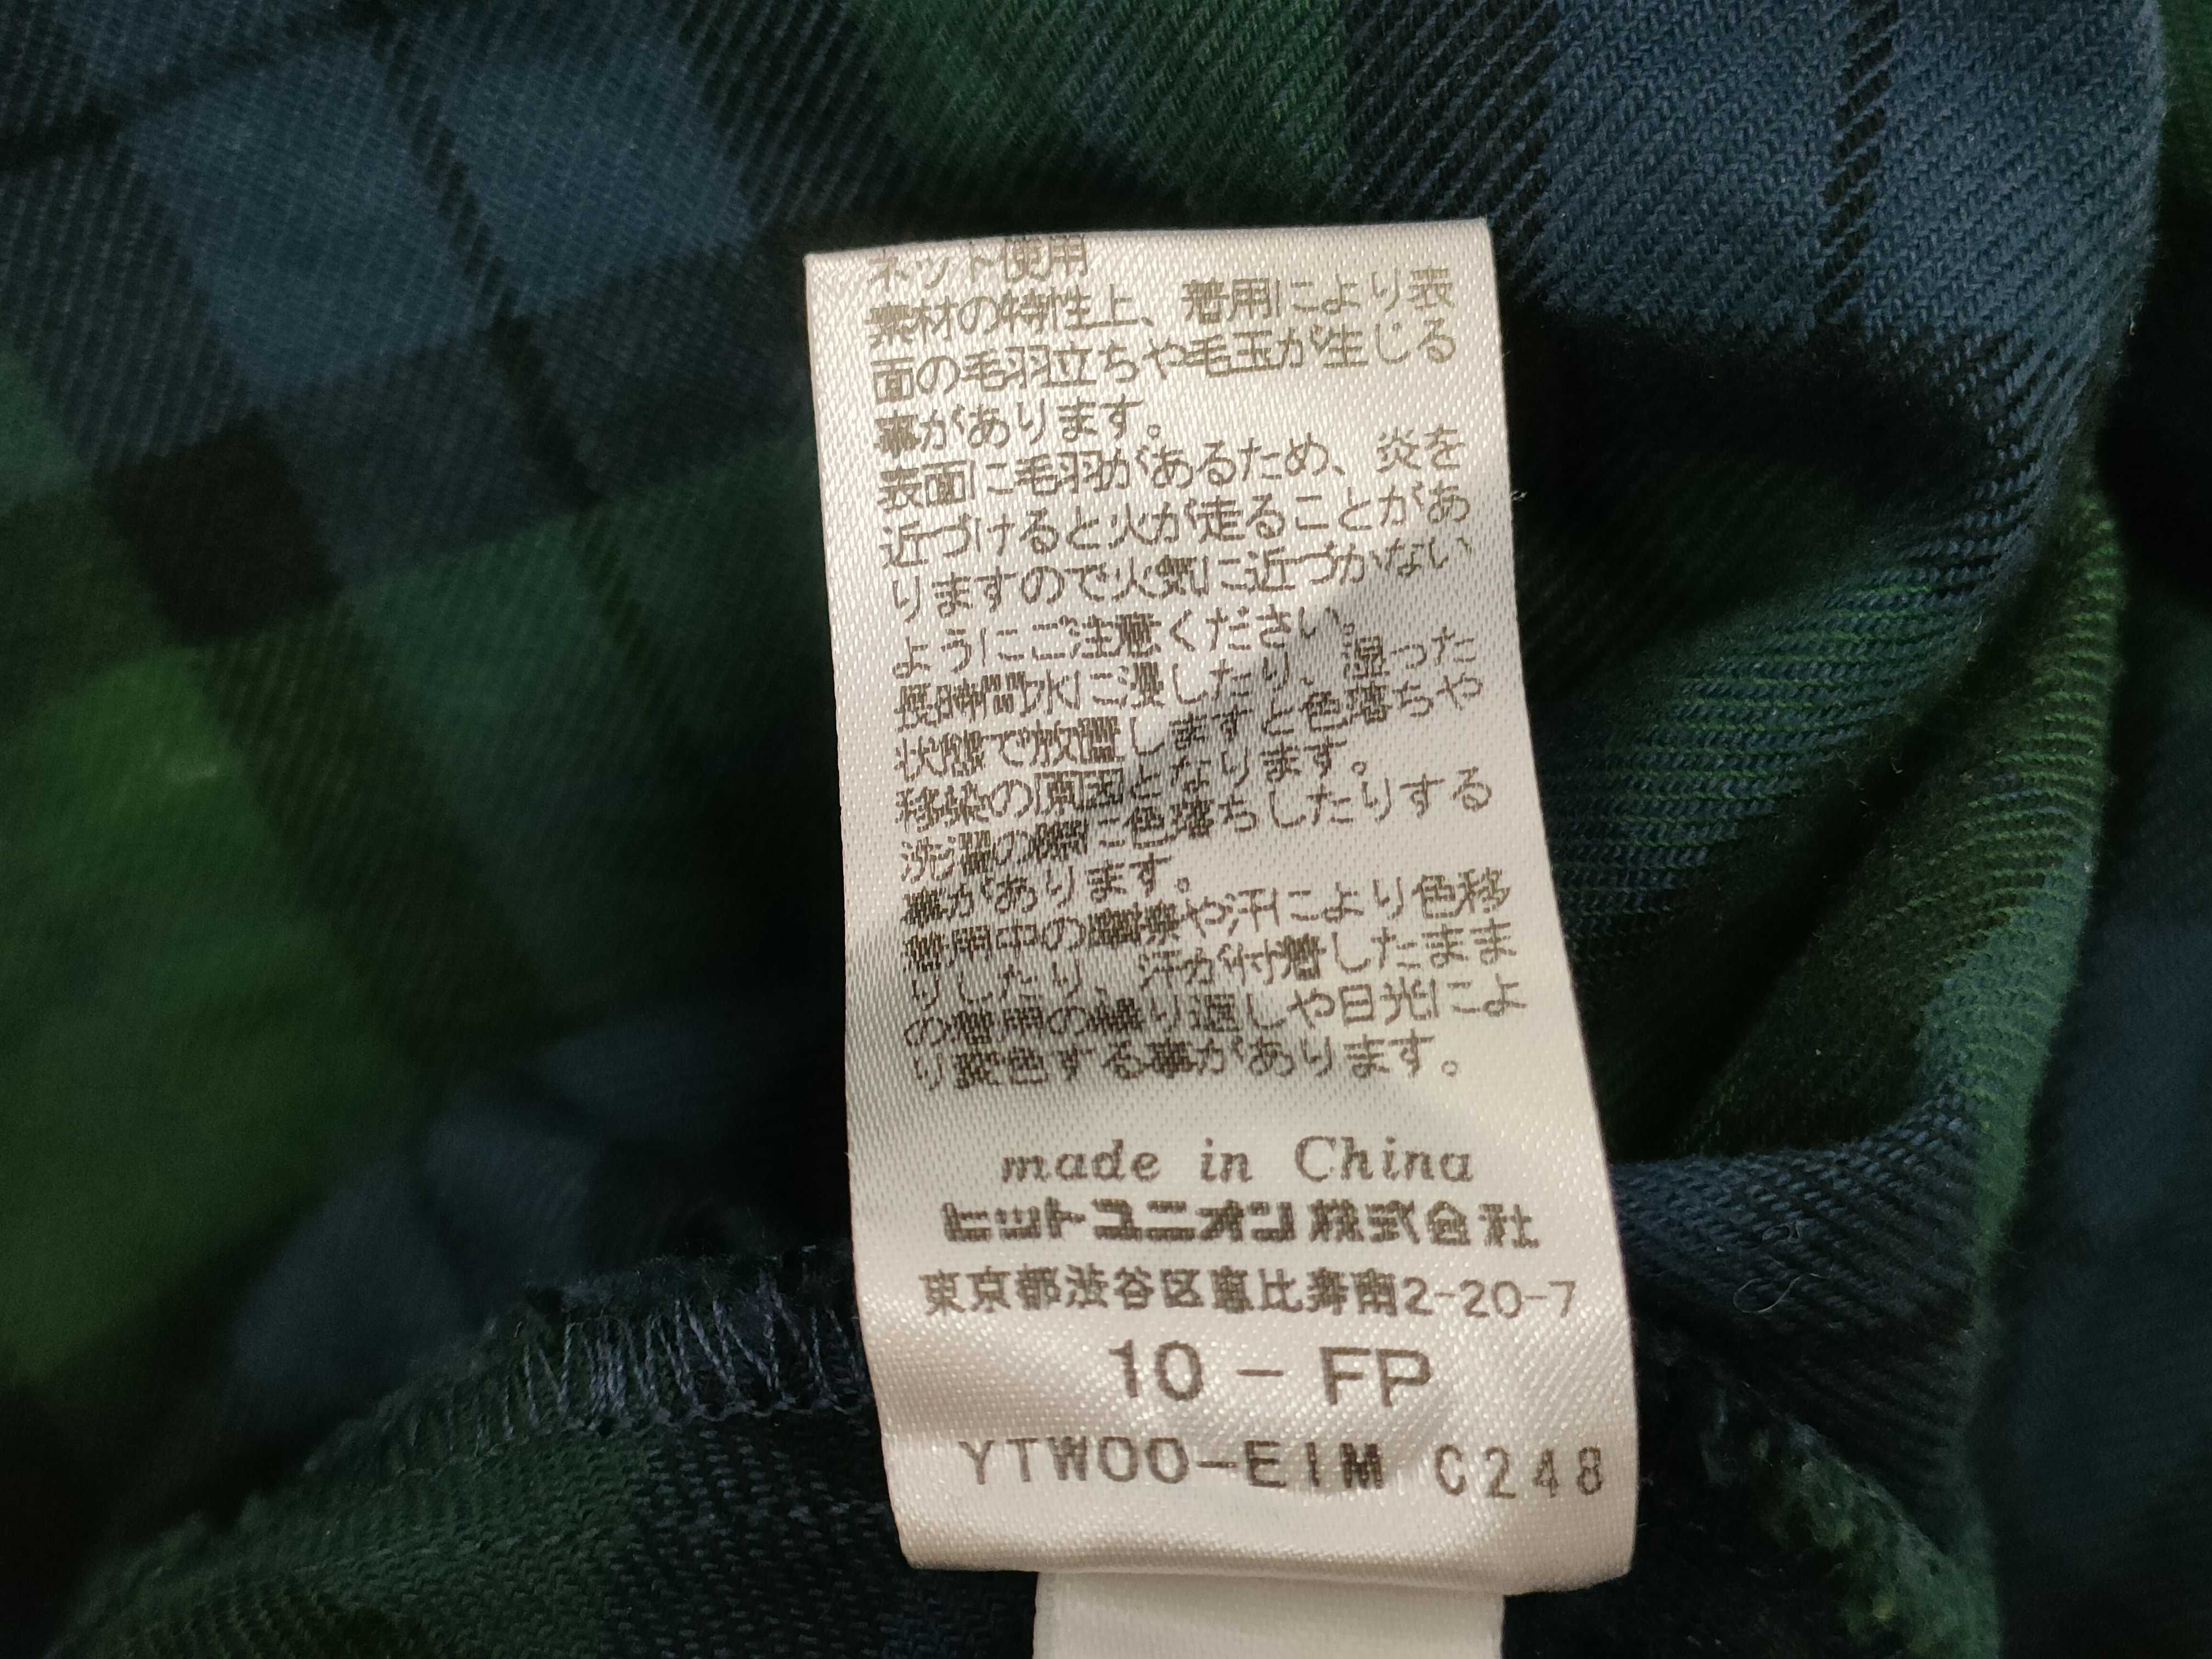 ネット使用
素材の特性上、着用により表
面の毛羽立ちや毛玉が生じる
事があります。
表面に毛羽があるため、炎を
近づけると火が走ることがあ
りますので火気に近づかない
ようにご注意ください。
長時間水に浸したり、湿った
状態で放置しますと色落ちや
移染の原因となります。
洗濯の際に色落ちしたりする
事があります。
着用中の摩擦や汗により色移
りしたり、汗が付着したまま
の着用の繰り返しや日光によ
り変色する事があります。
made in China
ヒットユニオン株式会社
東京都渋谷区恵比寿南2-20-7
10-FP
YTW00-EIM C248